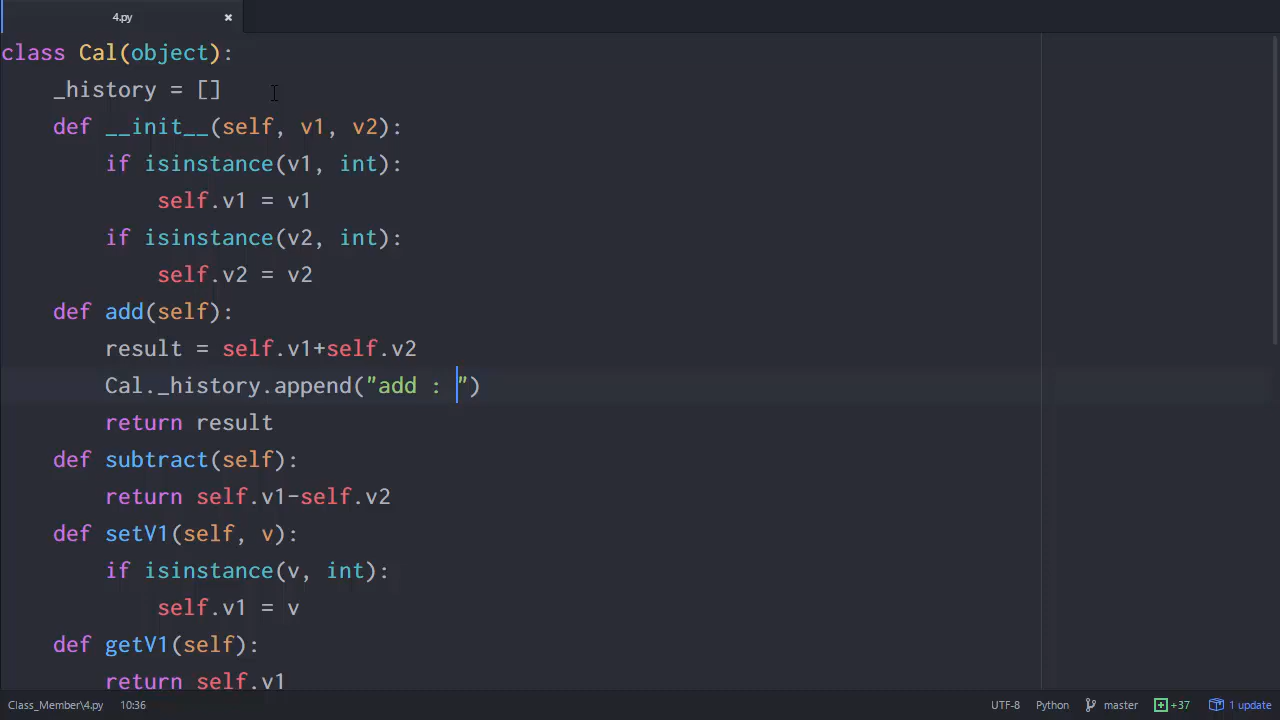 4.py ×
class Cal(object):
    _history = []
    def __init__(self, v1, v2):
        if isinstance(v1, int):
            self.v1 = v1
        if isinstance(v2, int):
            self.v2 = v2
    def add(self):
        result = self.v1+self.v2
        Cal._history.append("add : ")
        return result
    def subtract(self):
        return self.v1-self.v2
    def setV1(self, v):
        if isinstance(v, int):
            self.v1 = v
    def getV1(self):
        return self.v1
Class_Member\4.py 10:36 UTF-8 Python master +37 1 update